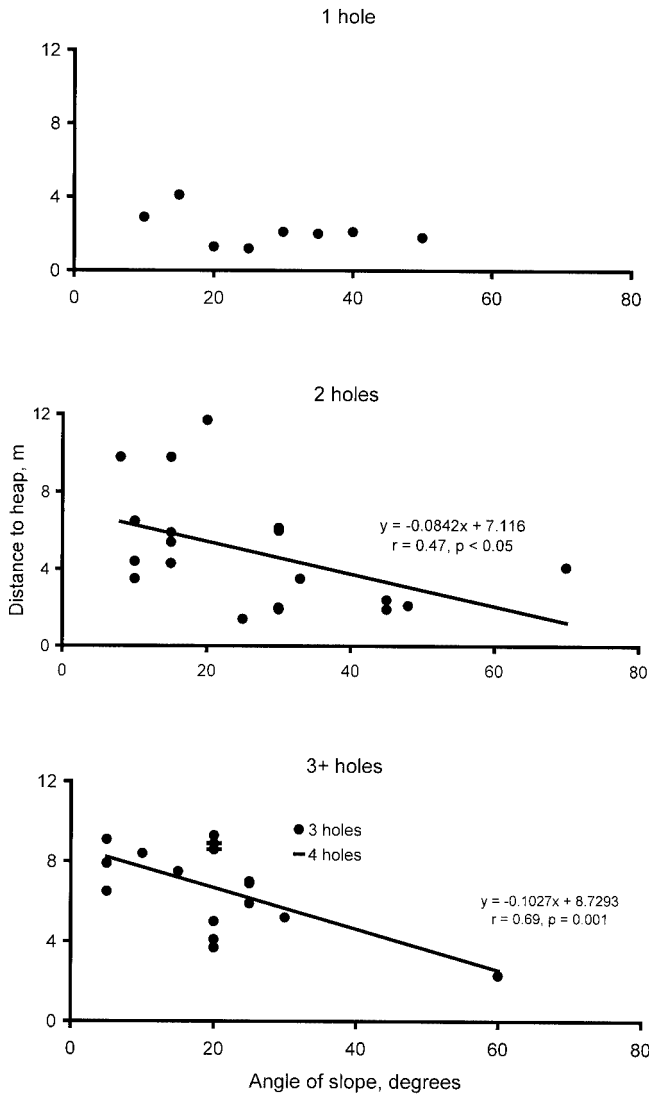 1 hole
12
8
4
0
0 20 40 60 80
2 holes
12
8
4
0
y = -0.0842x + 7.116
r = 0.47, p < 0.05
0 20 40 60 80
Distance to heap, m
3+ holes
12
8
4
0
3 holes
4 holes
y = -0.1027x + 8.7293
r = 0.69, p = 0.001
0 20 40 60 80
Angle of slope, degrees